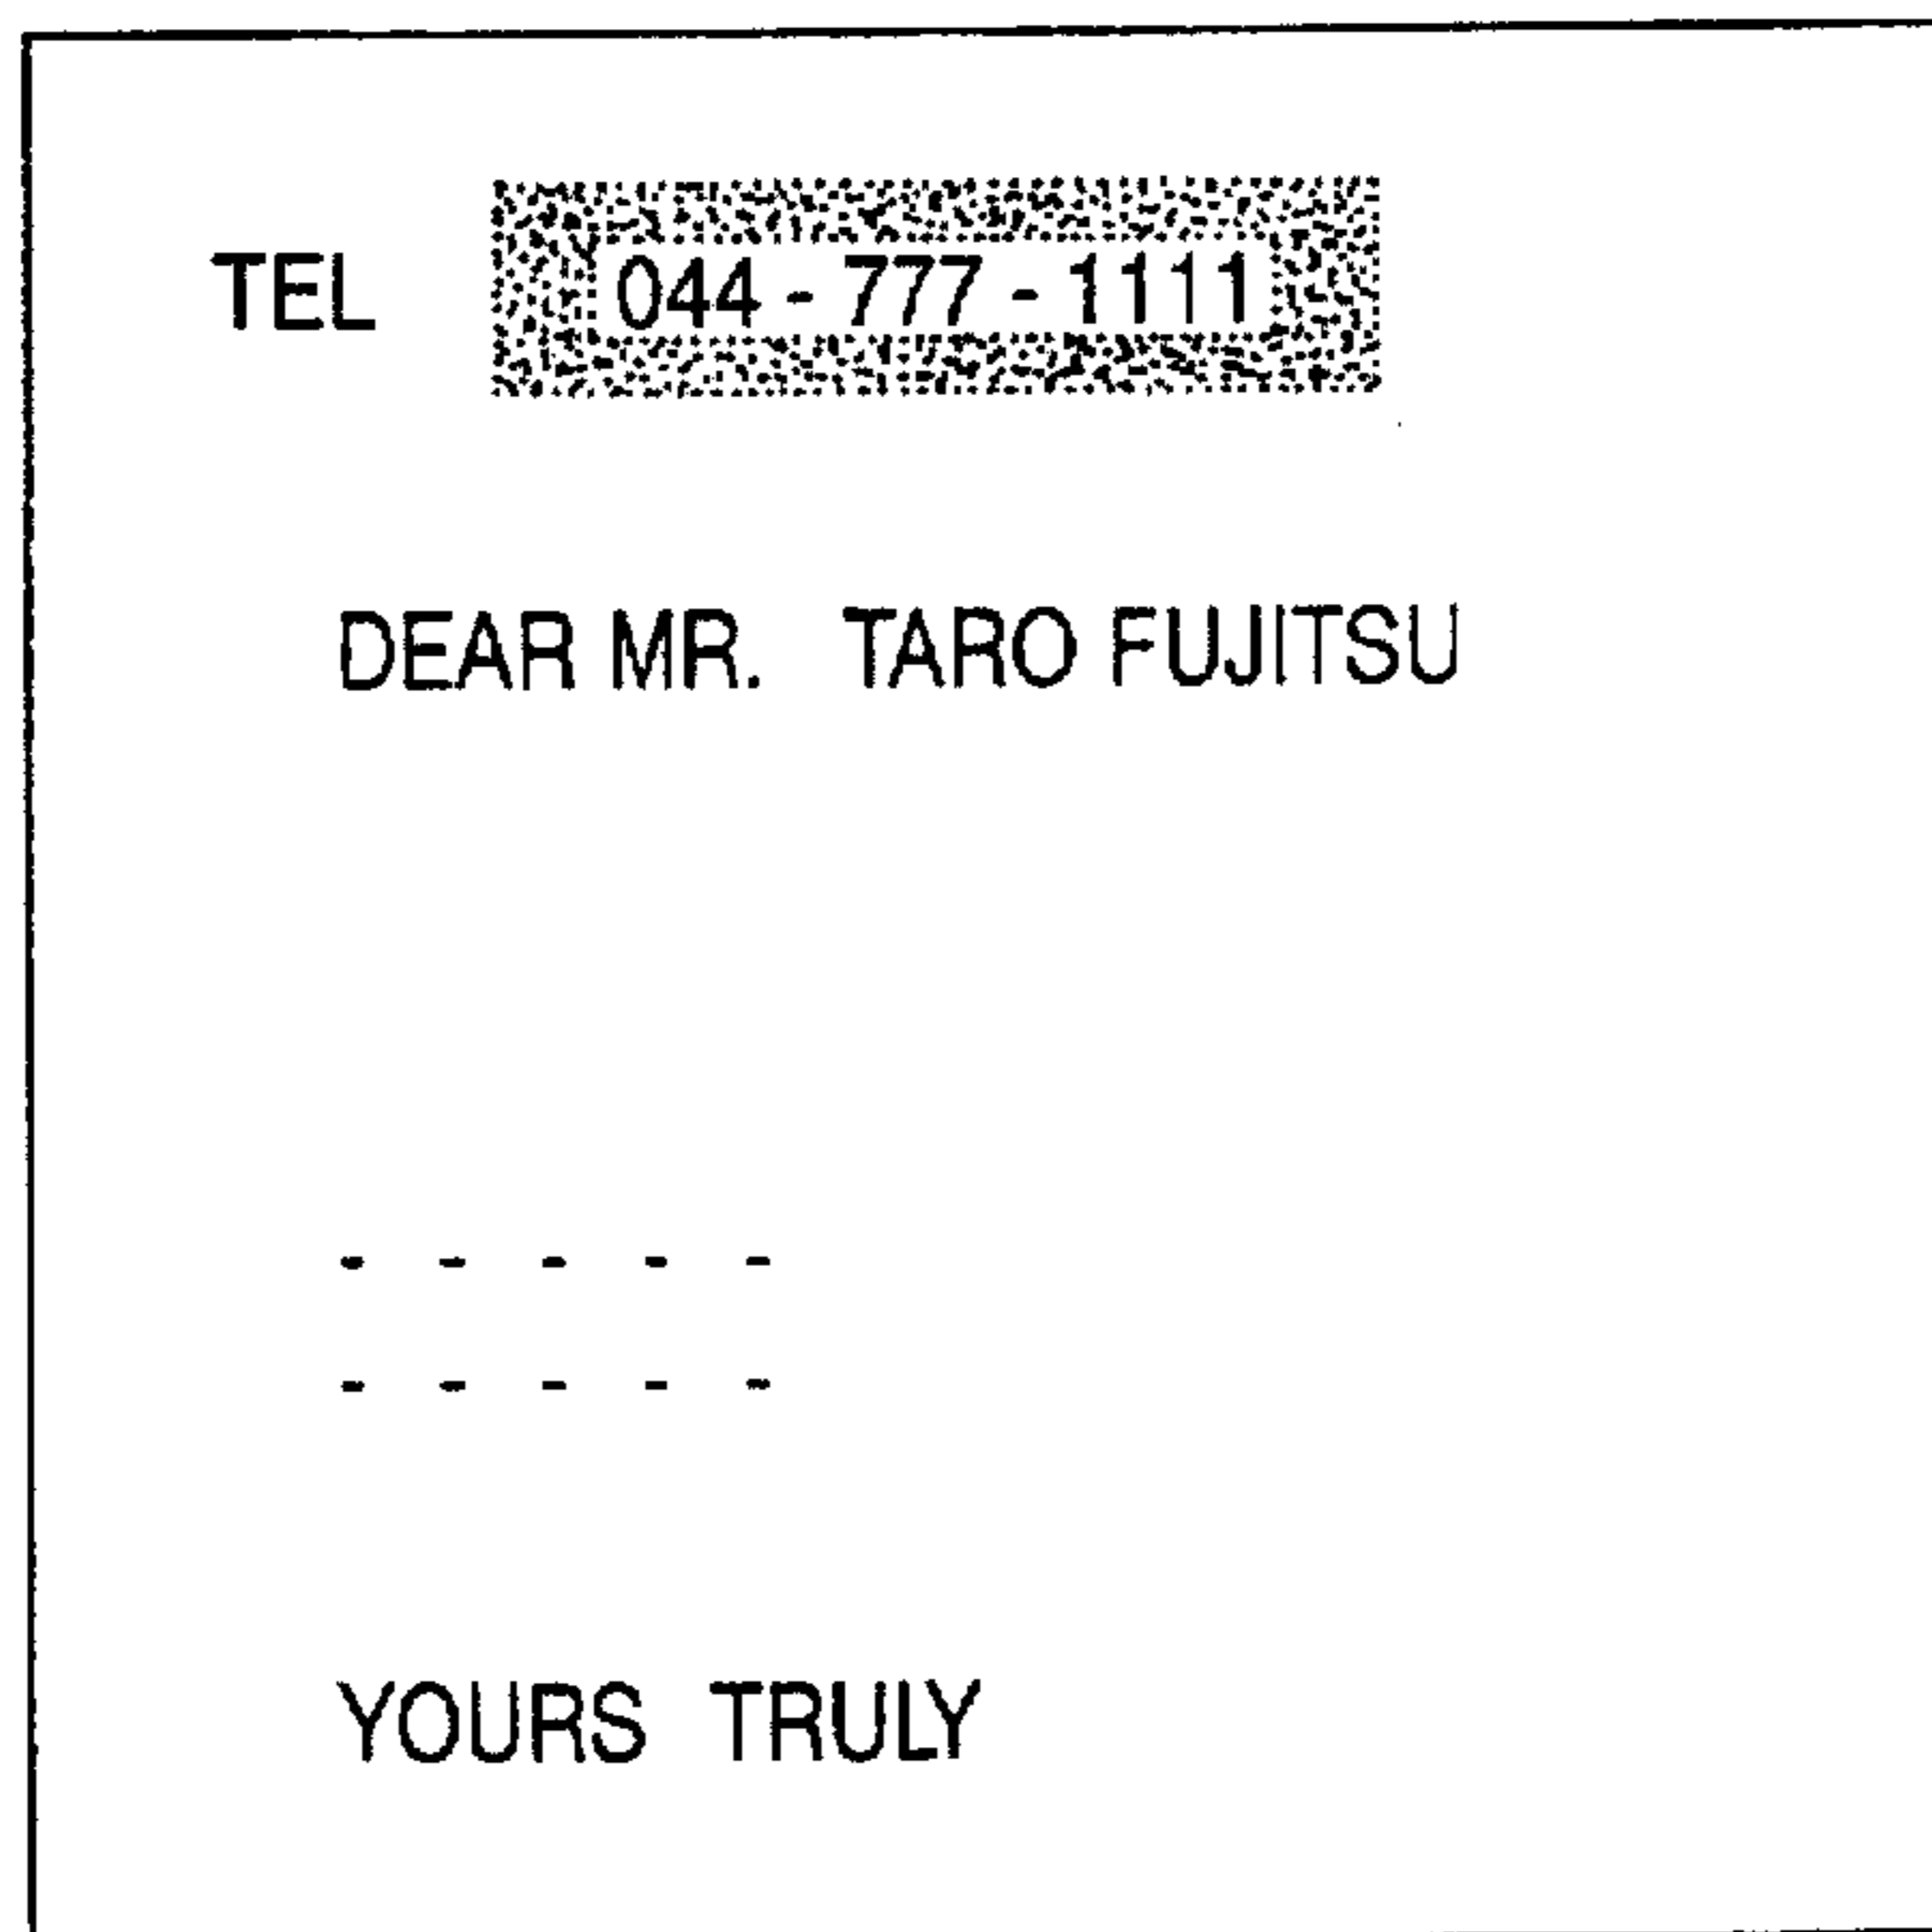 TEL 044-777-1111
DEAR MR. TARO FUJITSU
- - - - -
- - - - -
YOURS TRULY